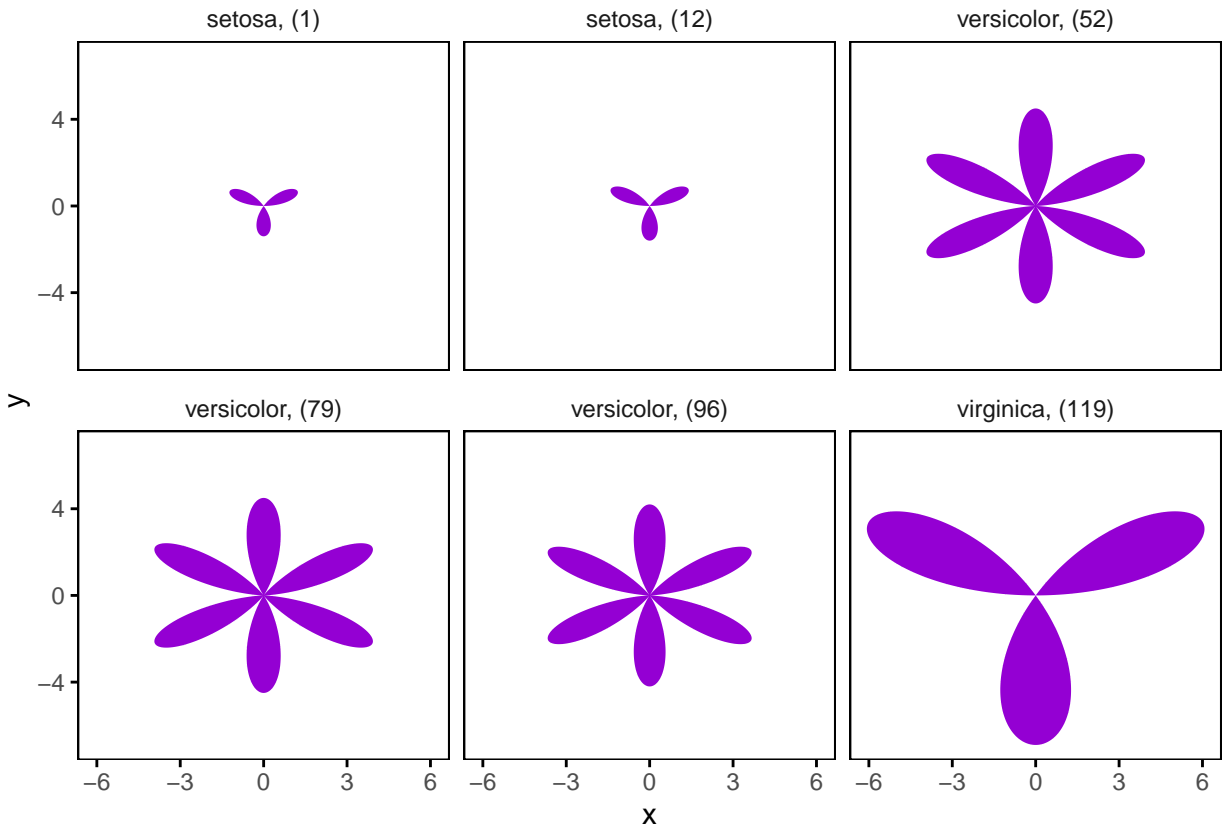 setosa, (1)
setosa, (12)
versicolor, (52)
4
0
−4
y
versicolor, (79)
versicolor, (96)
virginica, (119)
4
0
−4
−6 −3 0 3 6
−6 −3 0 3 6
−6 −3 0 3 6
x